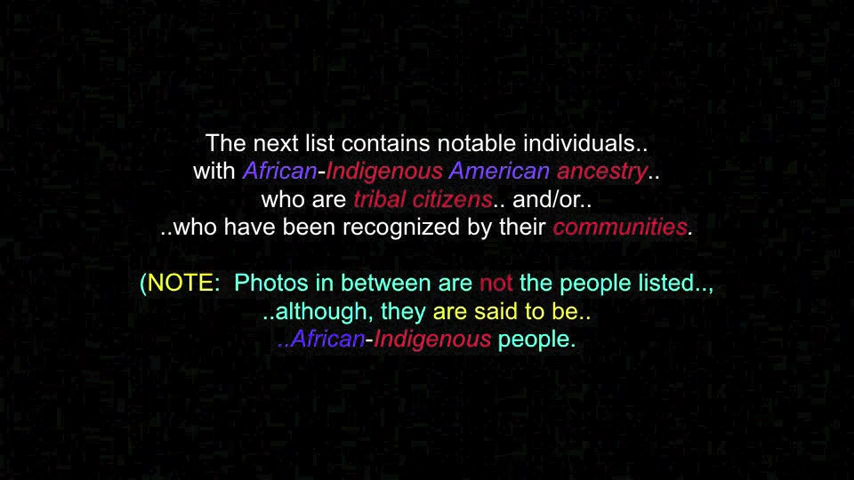 The next list contains notable individuals..
with African-Indigenous American ancestry..
who are tribal citizens.. and/or..
..who have been recognized by their communities.
(NOTE:  Photos in between are not the people listed..,
..although, they are said to be..
..African-Indigenous people.